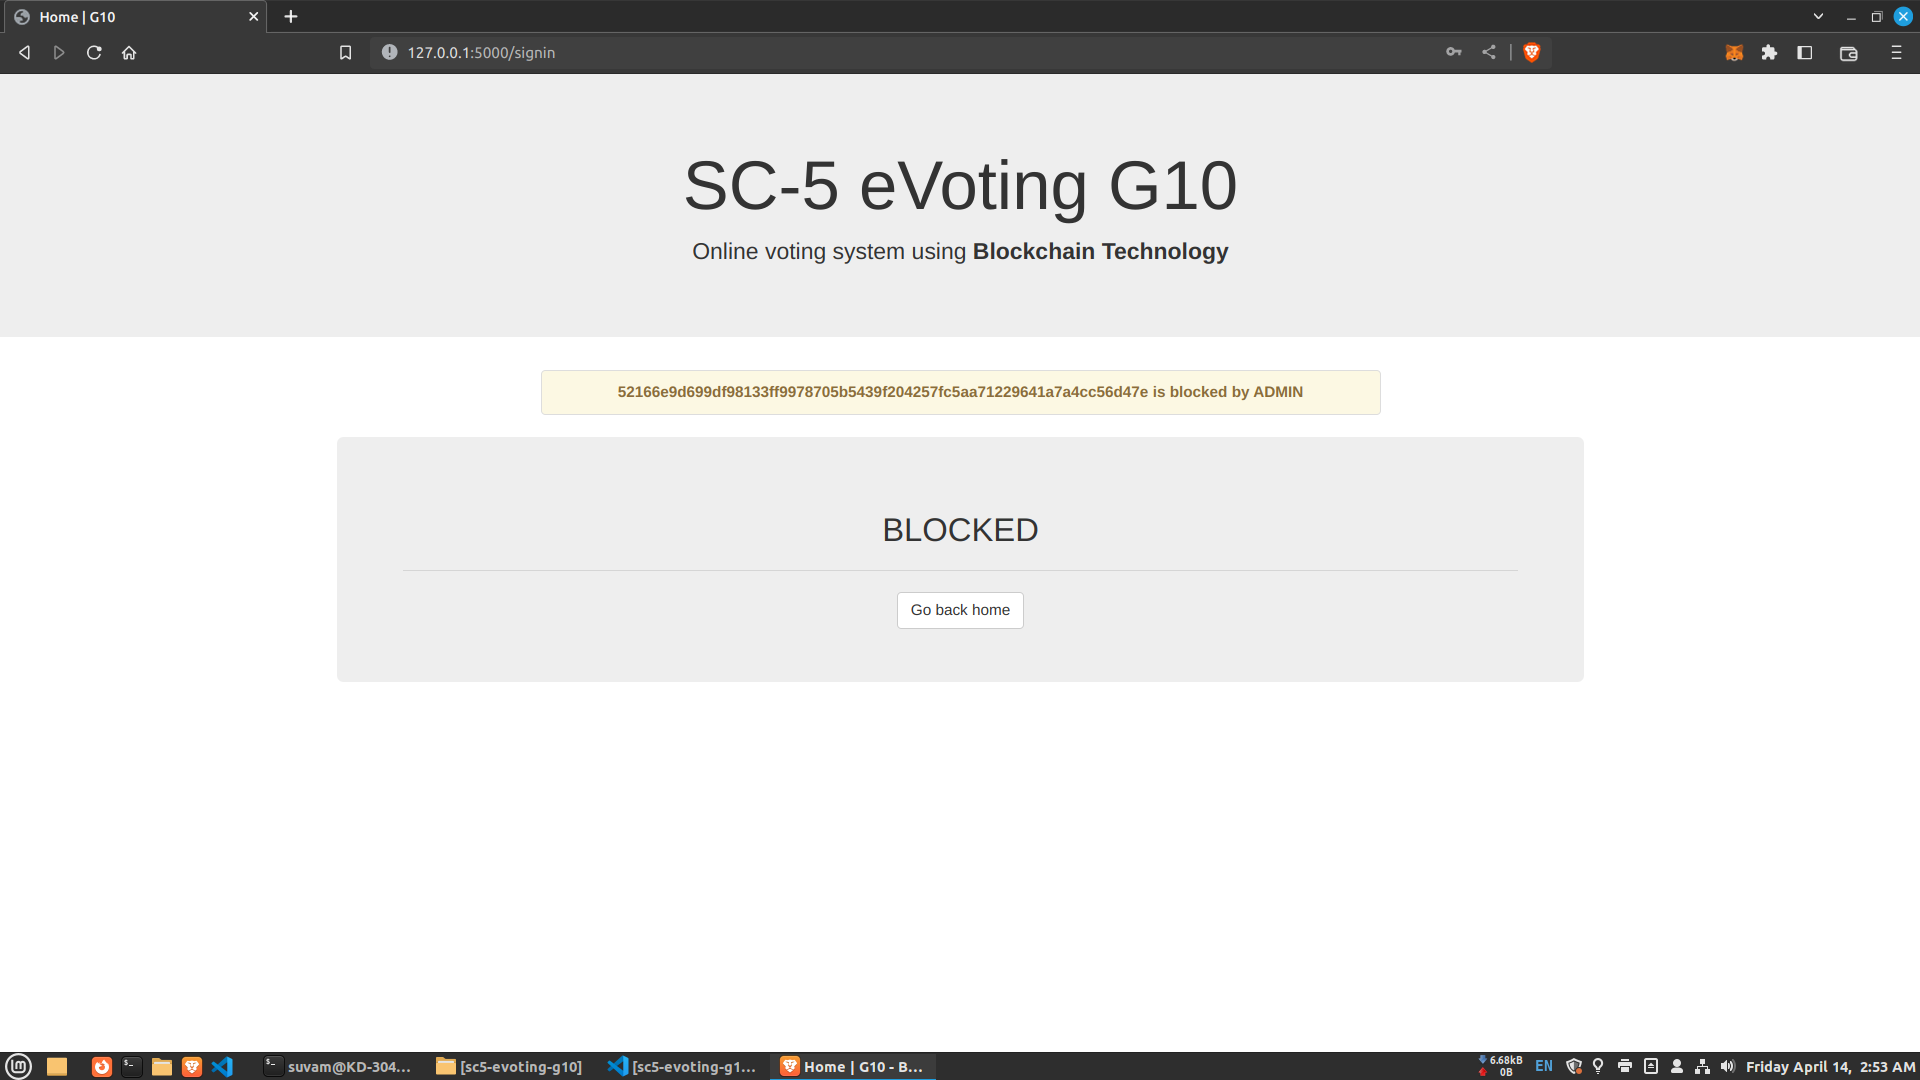 Home | G10
127.0.0.1:5000/signin
SC-5 eVoting G10
Online voting system using Blockchain Technology
52166e9d699df98133ff9978705b5439f204257fc5aa71229641a7a4cc56d47e is blocked by ADMIN
BLOCKED
Go back home
suvam@KD-304...
[sc5-evoting-g10]
[sc5-evoting-g1...
Home | G10 - B...
6.68kB
0B
EN
Friday April 14, 2:53 AM